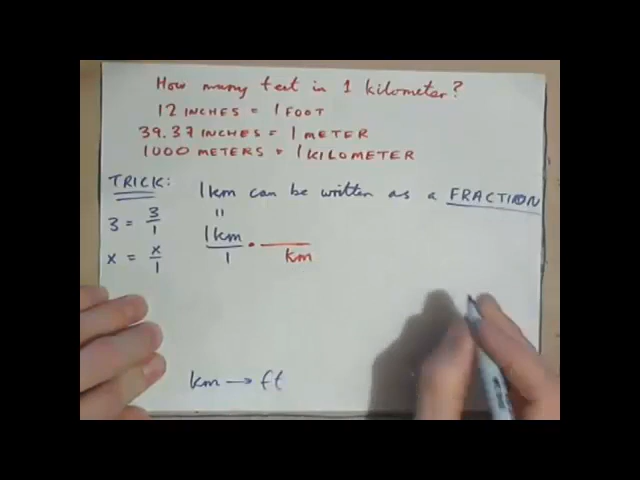 How many feet in 1 kilometer?
12 INCHES = 1 FOOT
39.37 INCHES = 1 METER
1000 METERS = 1 KILOMETER
TRICK:
1km can be written as a FRACTION
3 = 3/1
x = x/1
"
1km/1 • __/km
km → ft